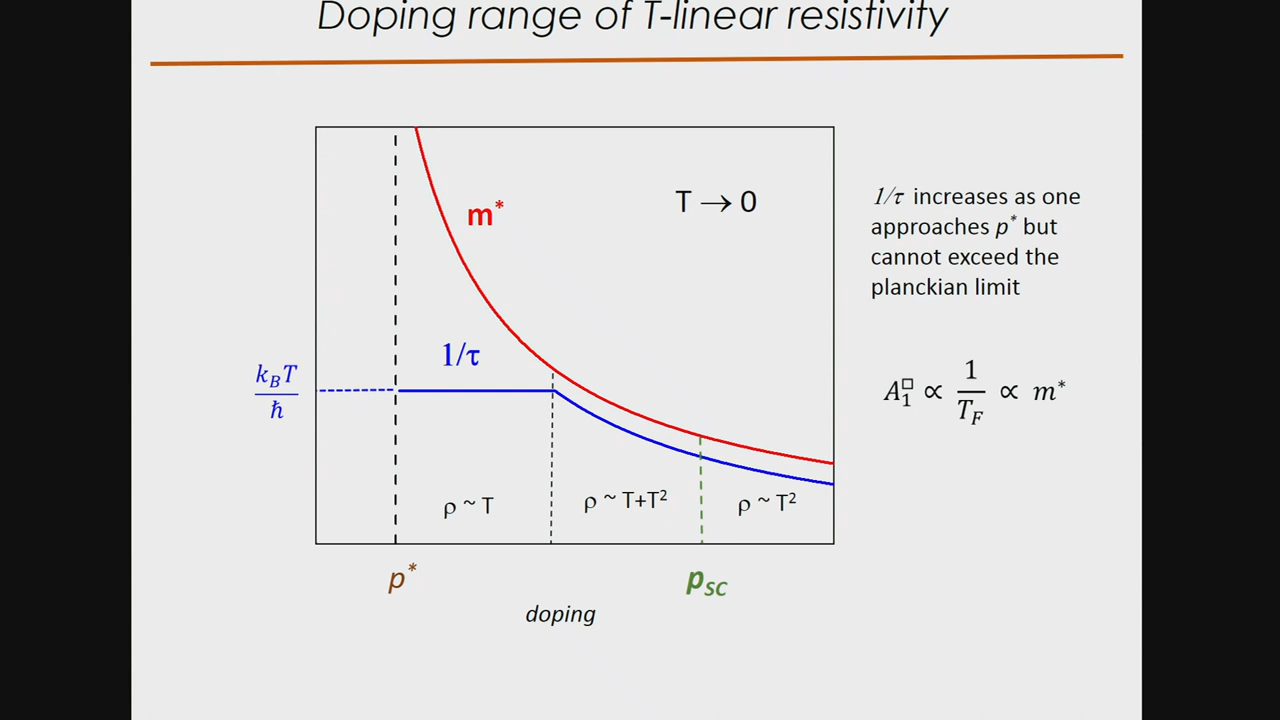 Doping range of T-linear resistivity
T → 0
m*
1/τ
k_B T / ħ
ρ ~ T
ρ ~ T+T²
ρ ~ T²
p*
p_SC
doping
1/τ increases as one
approaches p* but
cannot exceed the
planckian limit
A₁^□ ∝ 1/T_F ∝ m*